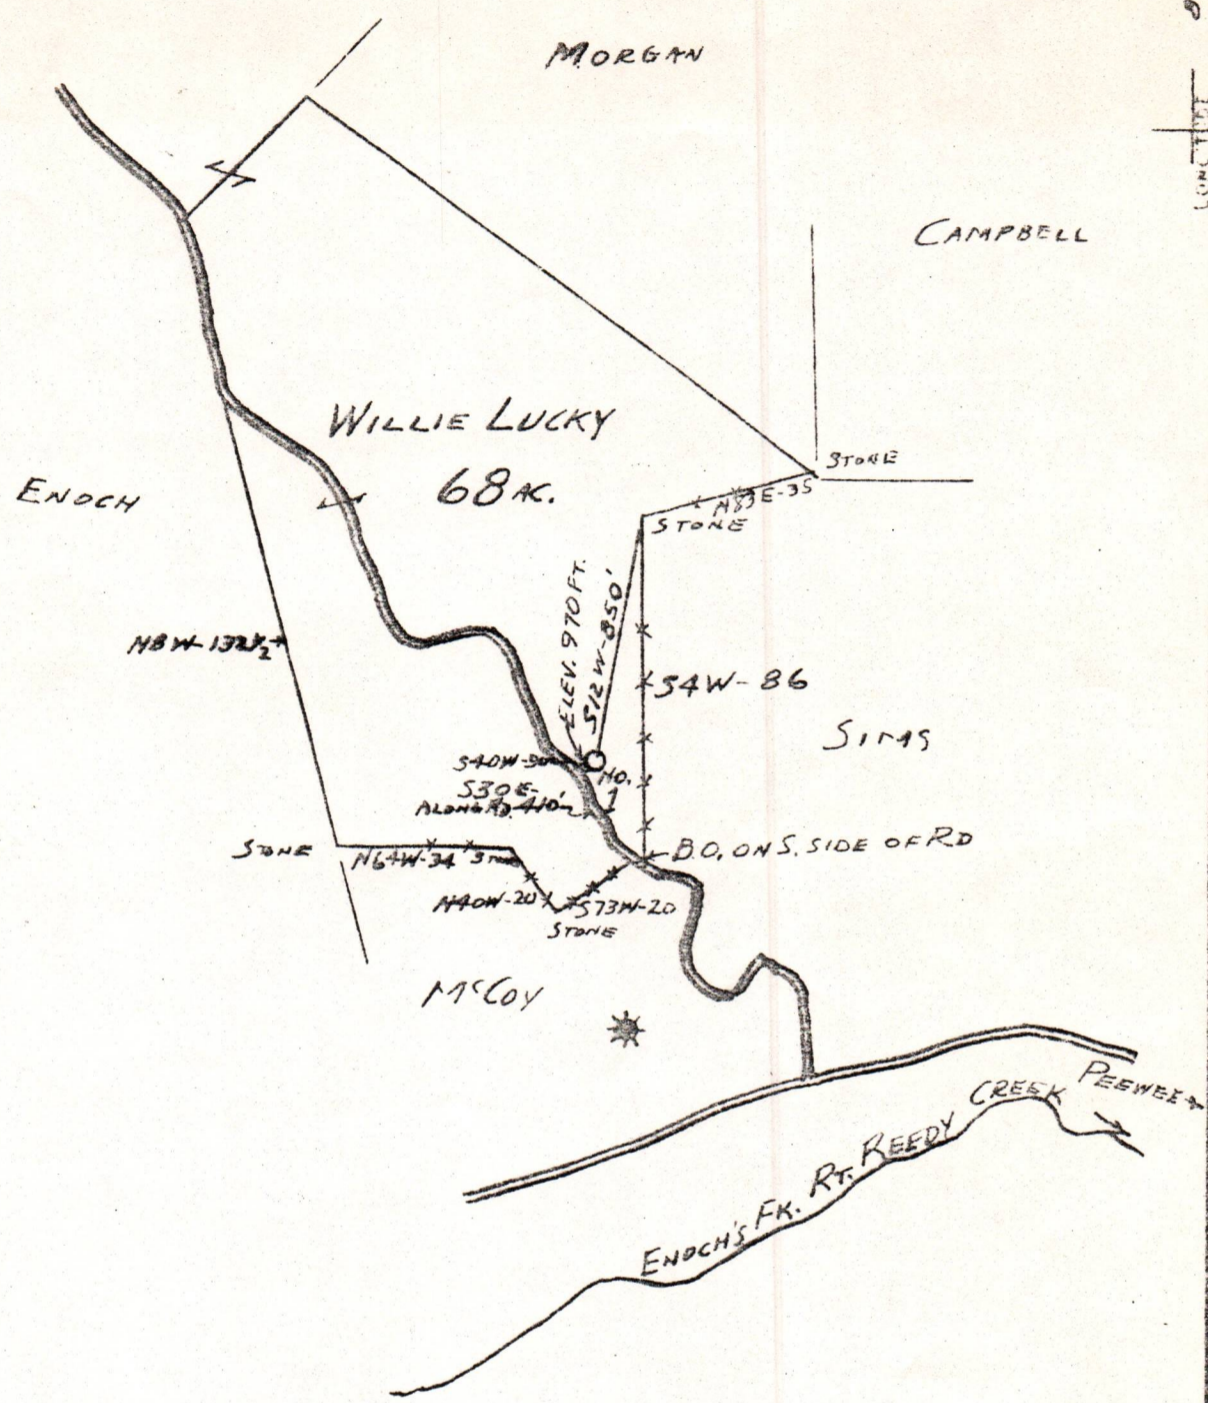 MORGAN
CAMPBELL
WILLIE LUCKY
68 AC.
ENOCH
STONE
N83E-35
STONE
ELEV. 970 FT.
S12W-850'
N8W-132½
S4W-86
SIMS
S40W-
NO.
1
S30E-
ALONG RD. 410'
B.O. ON S. SIDE OF RD
STONE
N64W-34
STONE
N40W-20
S73W-20
STONE
McCOY
PEEWEE
ENOCH'S FK. RT. REEDY CREEK